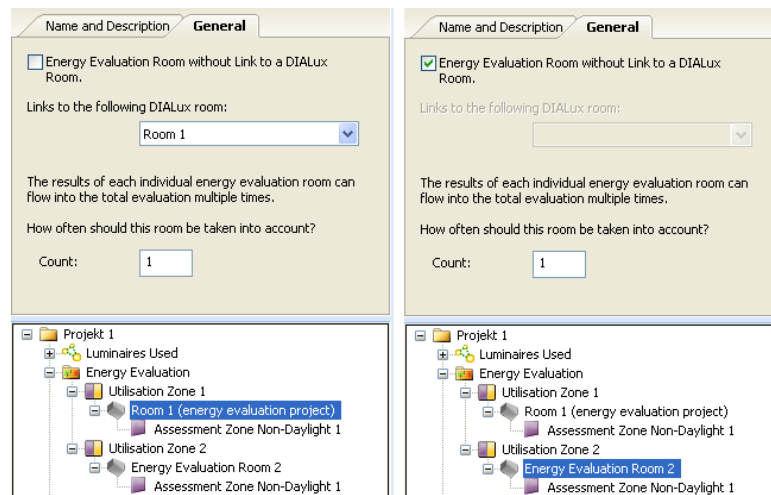 Name and Description
General
Energy Evaluation Room without Link to a DIALux
Room.
Links to the following DIALux room:
Room 1
The results of each individual energy evaluation room can
flow into the total evaluation multiple times.
How often should this room be taken into account?
Count:
1
Projekt 1
Luminaires Used
Energy Evaluation
Utilisation Zone 1
Room 1 (energy evaluation project)
Assessment Zone Non-Daylight 1
Utilisation Zone 2
Energy Evaluation Room 2
Assessment Zone Non-Daylight 1
Name and Description
General
Energy Evaluation Room without Link to a DIALux
Room.
Links to the following DIALux room:
The results of each individual energy evaluation room can
flow into the total evaluation multiple times.
How often should this room be taken into account?
Count:
1
Projekt 1
Luminaires Used
Energy Evaluation
Utilisation Zone 1
Room 1 (energy evaluation project)
Assessment Zone Non-Daylight 1
Utilisation Zone 2
Energy Evaluation Room 2
Assessment Zone Non-Daylight 1